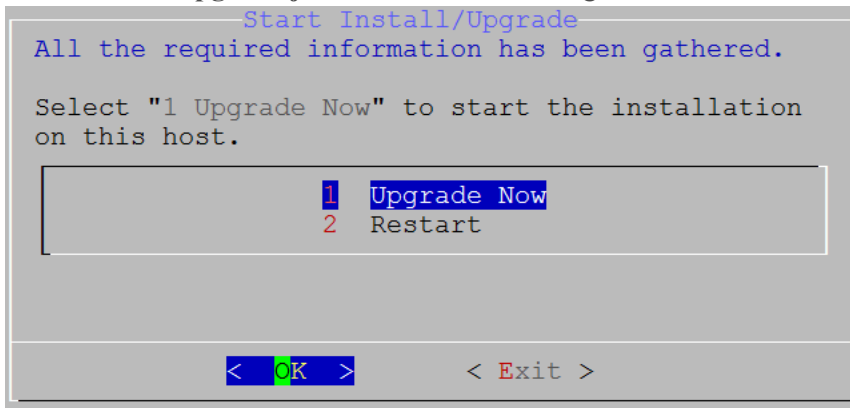 Start Install/Upgrade
All the required information has been gathered.
Select "1 Upgrade Now" to start the installation
on this host.
1 Upgrade Now
2 Restart
< OK > < Exit >